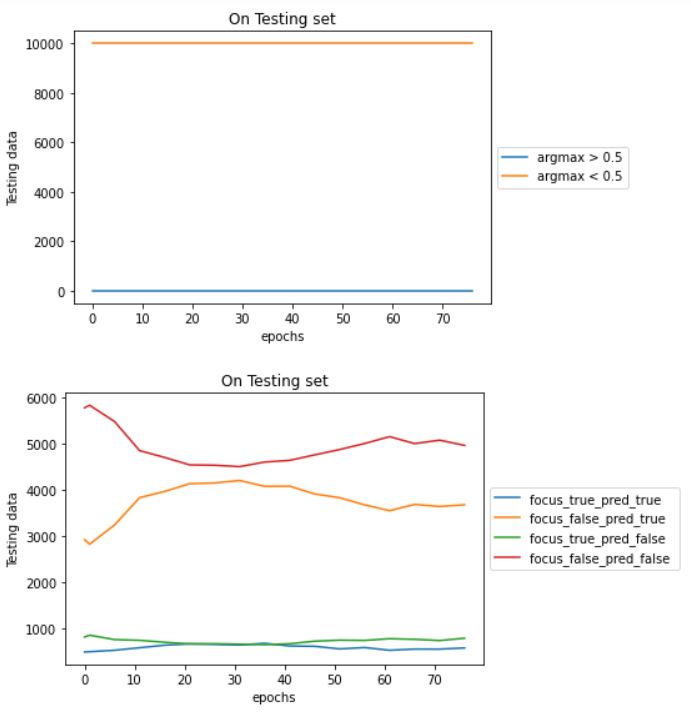 On Testing set
10000
8000
6000
4000
2000
0
Testing data
0 10 20 30 40 50 60 70
epochs
argmax > 0.5
argmax < 0.5
On Testing set
6000
5000
4000
3000
2000
1000
Testing data
0 10 20 30 40 50 60 70
epochs
focus_true_pred_true
focus_false_pred_true
focus_true_pred_false
focus_false_pred_false